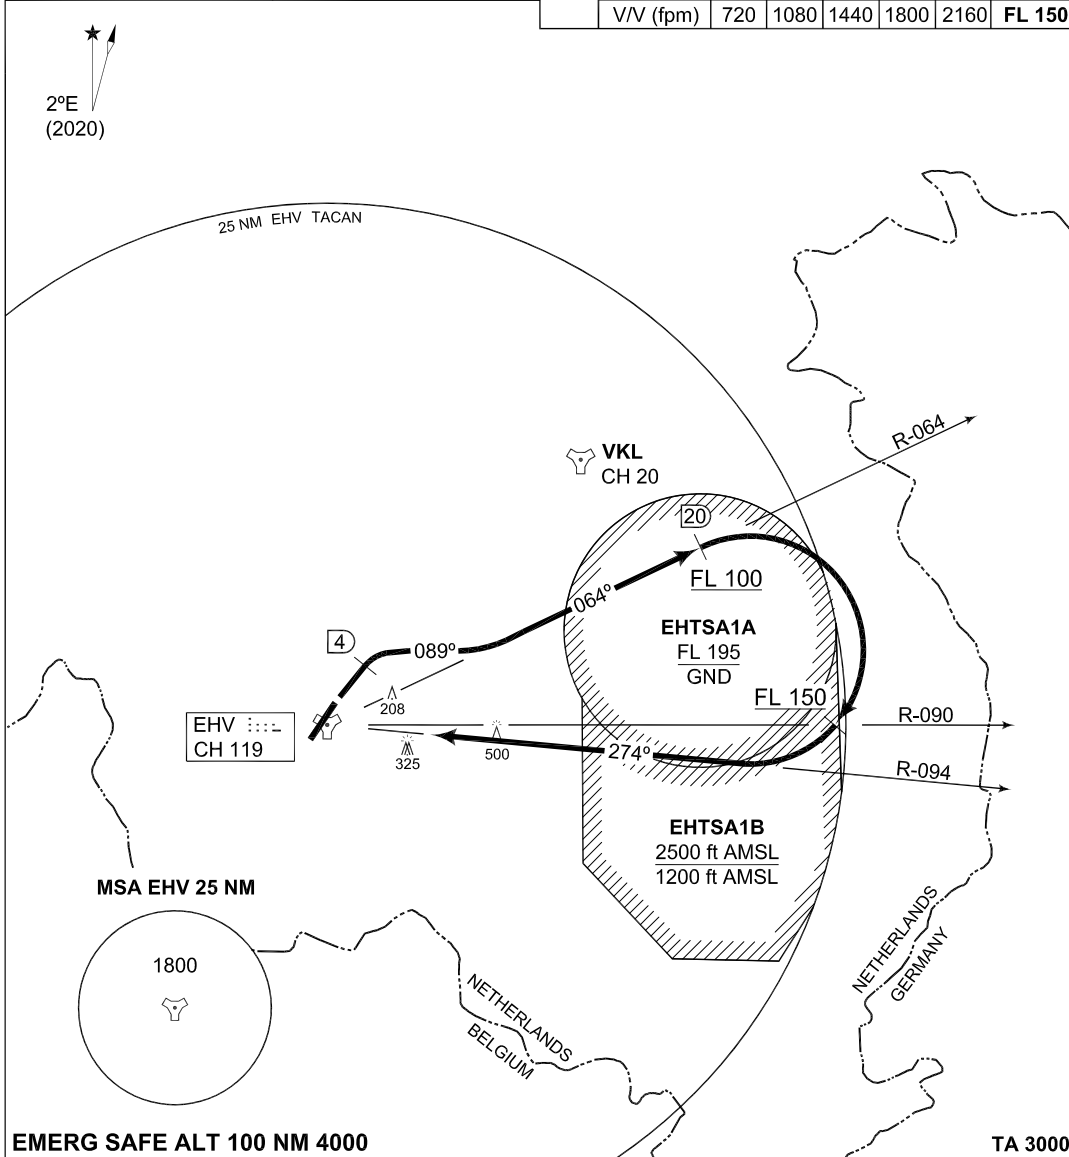 V/V (fpm) 720 1080 1440 1800 2160 FL 150
2ºE
(2020)
25 NM EHV TACAN
R-064
VKL
CH 20
20
FL 100
064º
EHTSA1A
FL 195
GND
4
089º
208
FL 150
EHV
CH 119
R-090
500
325
274º
R-094
EHTSA1B
2500 ft AMSL
1200 ft AMSL
MSA EHV 25 NM
1800
NETHERLANDS
GERMANY
NETHERLANDS
BELGIUM
EMERG SAFE ALT 100 NM 4000
TA 3000